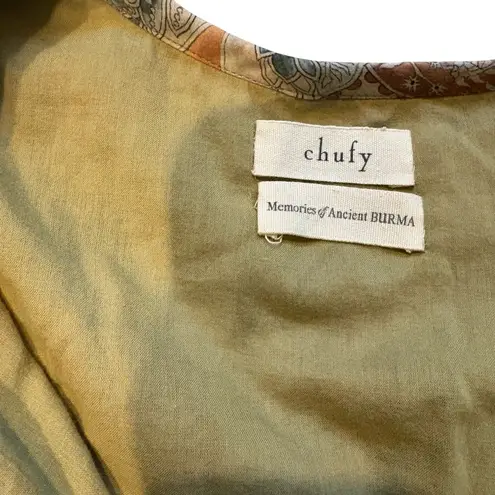 chufy
Memories of Ancient BURMA